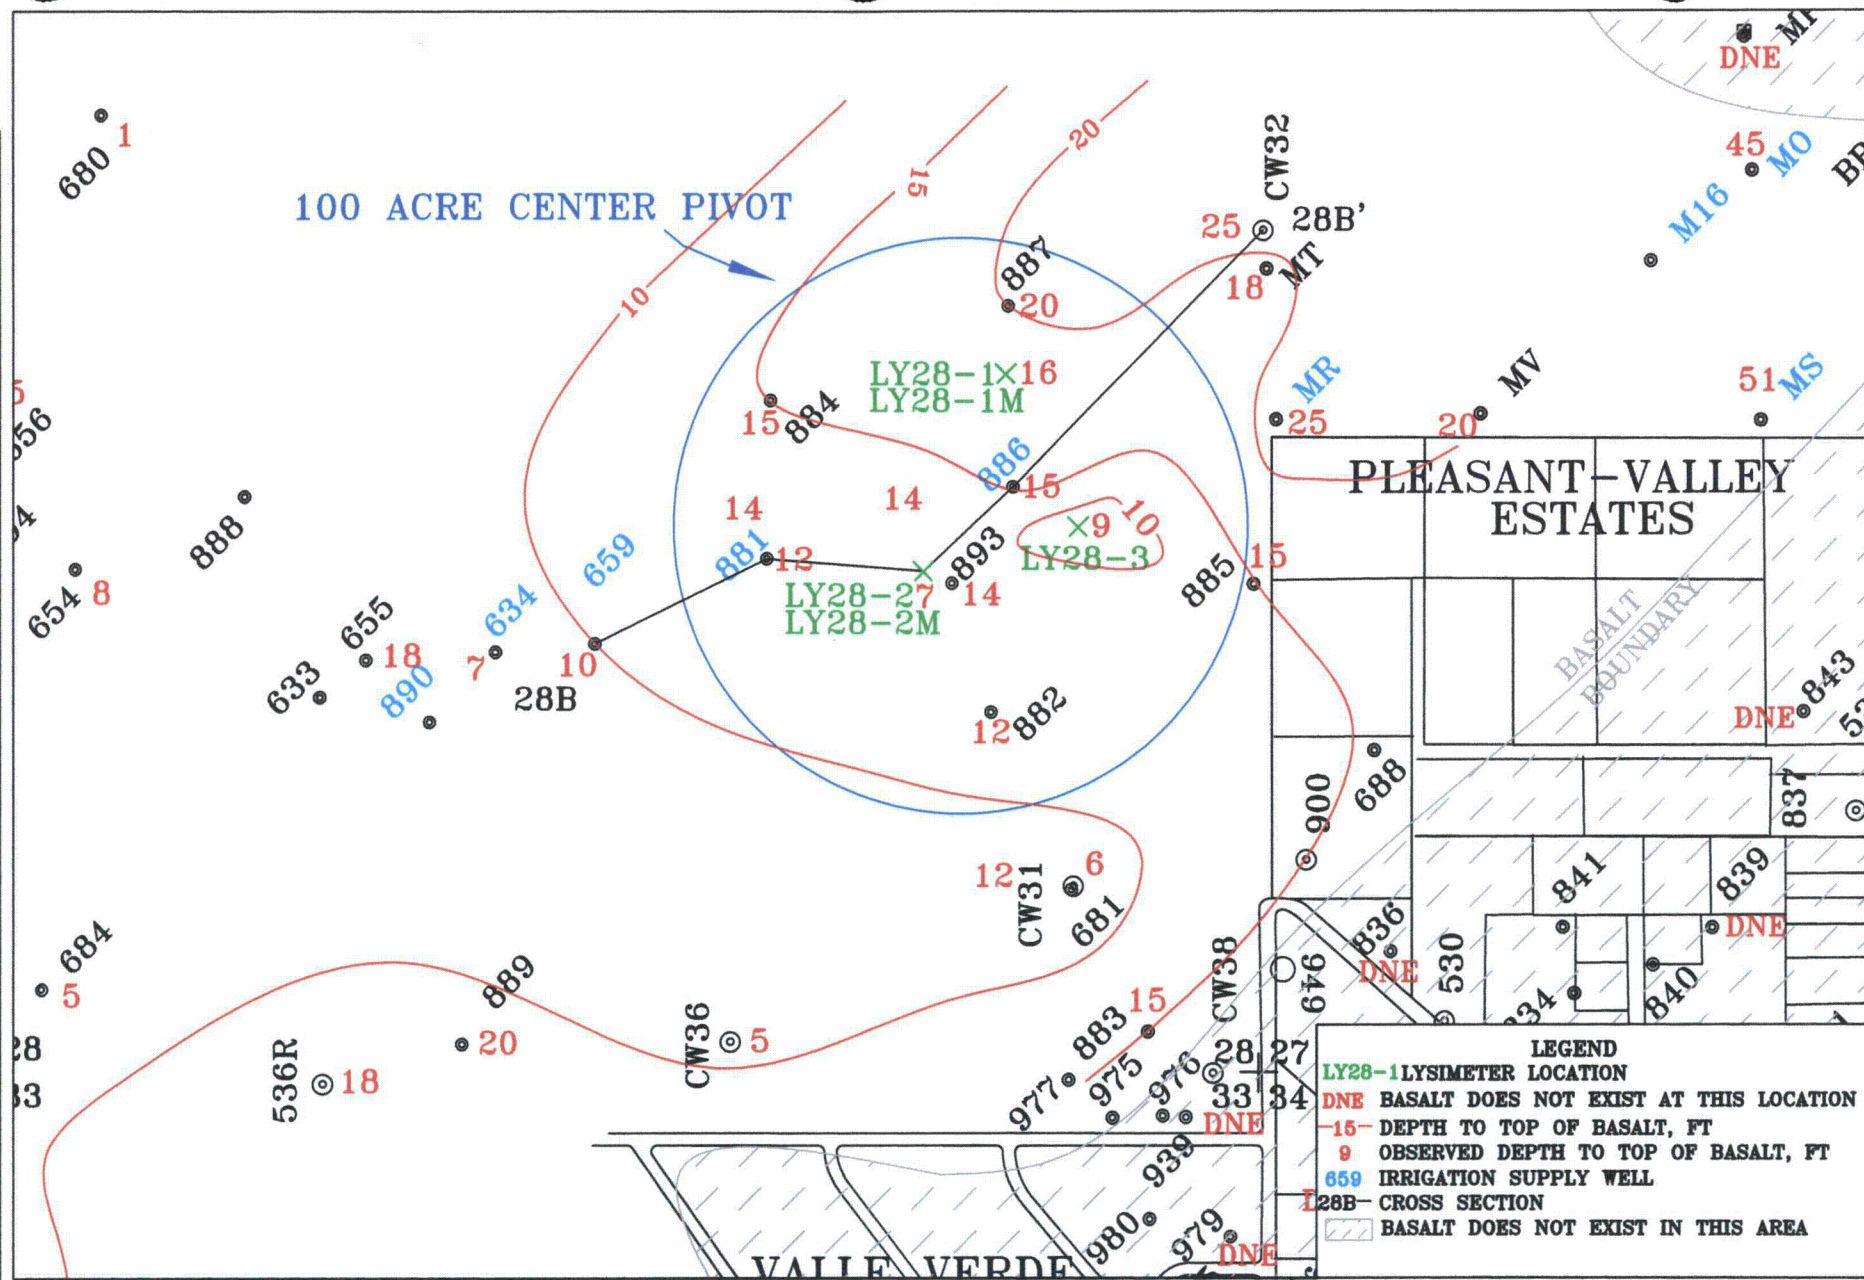 DNE
680
1
45
MO
M16
20
15
CW32
100 ACRE CENTER PIVOT
25
28B'
MT
18
887
20
10
LY28-1
16
LY28-1M
MR
25
MV
20
51
MS
884
15
886
15
14
14
PLEASANT-VALLEY
ESTATES
888
659
881
12
893
10
9
LY28-3
15
885
654
8
634
LY28-2
7
14
LY28-2M
BASALT
BOUNDARY
655
18
633
890
7
10
28B
12
882
843
DNE
688
837
900
12
6
CW31
681
841
839
DNE
836
DNE
530
684
5
889
20
CW36
5
CW38
949
840
15
883
536R
18
977
975
976
28
27
33
34
DNE
939
980
979
DNE
VALLE VERDE
LEGEND
LY28-1 LYSIMETER LOCATION
DNE BASALT DOES NOT EXIST AT THIS LOCATION
-15- DEPTH TO TOP OF BASALT, FT
9 OBSERVED DEPTH TO TOP OF BASALT, FT
659 IRRIGATION SUPPLY WELL
28B- CROSS SECTION
BASALT DOES NOT EXIST IN THIS AREA